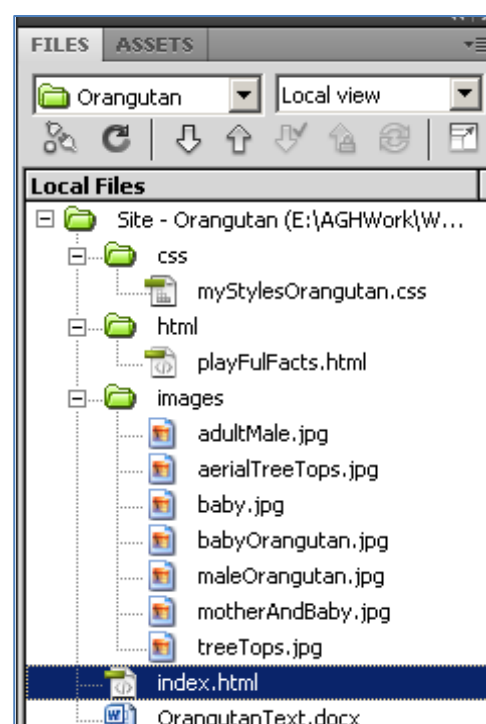 FILES ASSETS
Orangutan Local view
Local Files
Site - Orangutan (E:\AGHWork\W...
css
myStylesOrangutan.css
html
playFulFacts.html
images
adultMale.jpg
aerialTreeTops.jpg
baby.jpg
babyOrangutan.jpg
maleOrangutan.jpg
motherAndBaby.jpg
treeTops.jpg
index.html
OrangutanText.docx